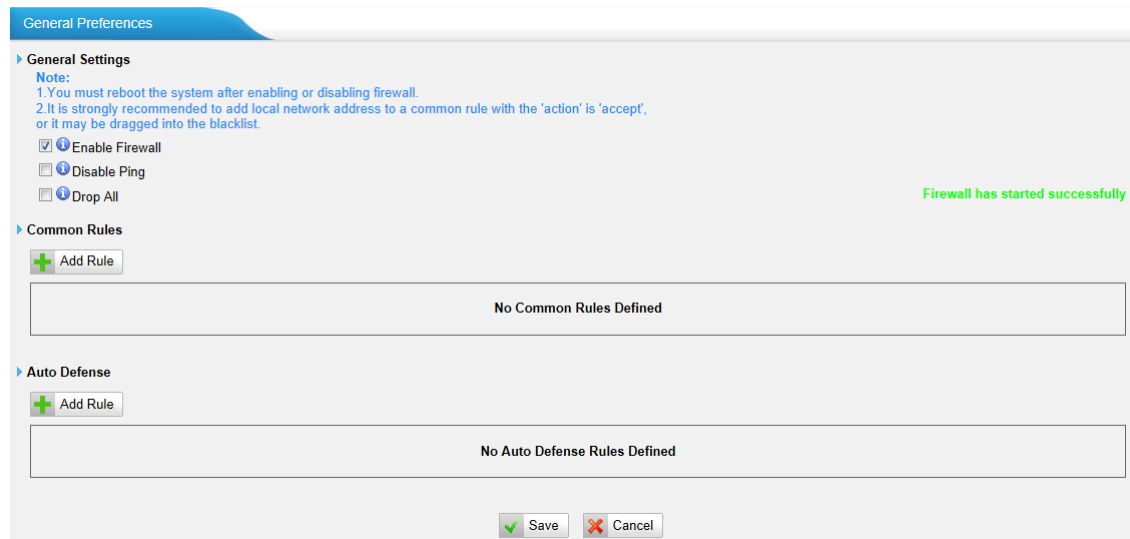 General Preferences
General Settings
Note:
1.You must reboot the system after enabling or disabling firewall.
2.It is strongly recommended to add local network address to a common rule with the 'action' is 'accept',
or it may be dragged into the blacklist.
Enable Firewall
Disable Ping
Drop All
Firewall has started successfully
Common Rules
Add Rule
No Common Rules Defined
Auto Defense
Add Rule
No Auto Defense Rules Defined
Save
Cancel